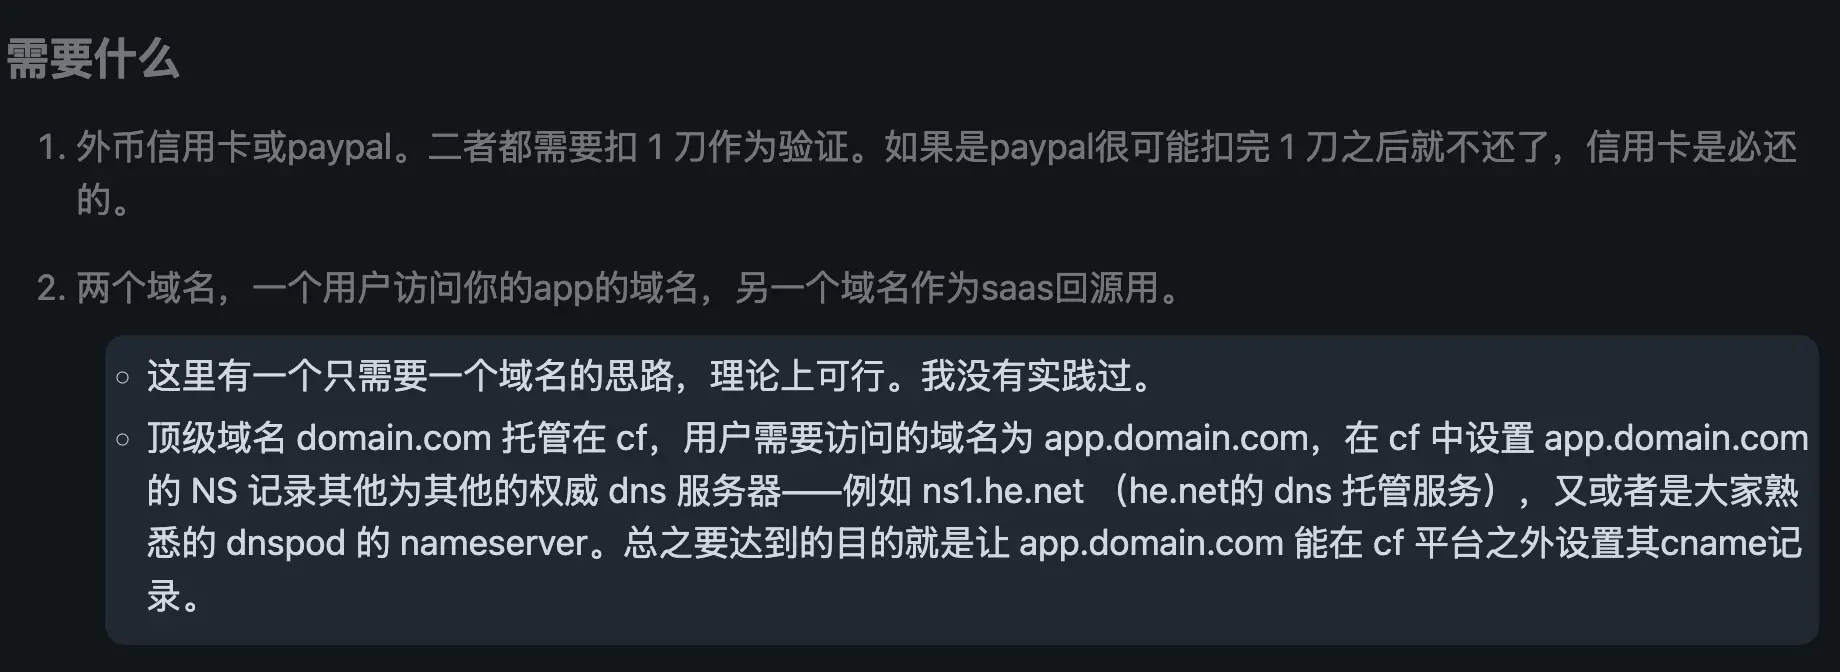 需要什么
1. 外币信用卡或paypal。二者都需要扣 1 刀作为验证。如果是paypal很可能扣完 1 刀之后就不还了，信用卡是必还
的。
2. 两个域名，一个用户访问你的app的域名，另一个域名作为saas回源用。
○ 这里有一个只需要一个域名的思路，理论上可行。我没有实践过。
○ 顶级域名 domain.com 托管在 cf，用户需要访问的域名为 app.domain.com，在 cf 中设置 app.domain.com
的 NS 记录其他为其他的权威 dns 服务器——例如 ns1.he.net （he.net的 dns 托管服务），又或者是大家熟
悉的 dnspod 的 nameserver。总之要达到的目的就是让 app.domain.com 能在 cf 平台之外设置其cname记
录。